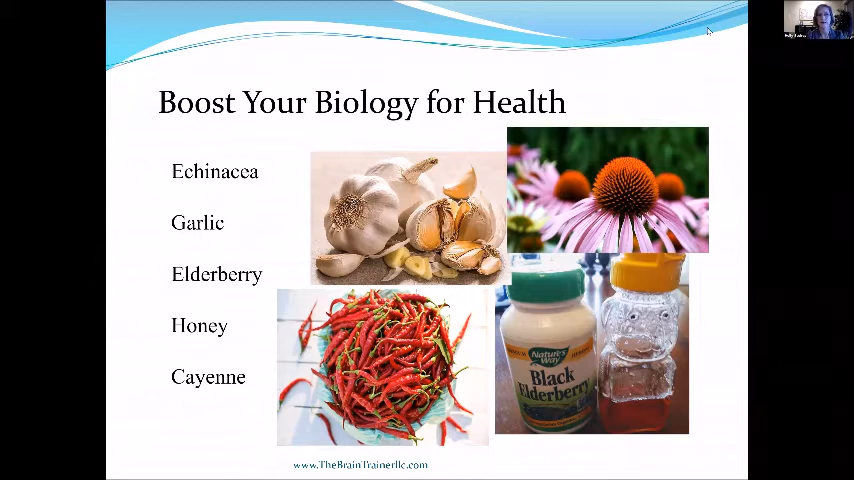 Boost Your Biology for Health
Echinacea
Garlic
Elderberry
Honey
Cayenne
Nature's
Way
Black
Elderberry
www.TheBrainTrainerllc.com